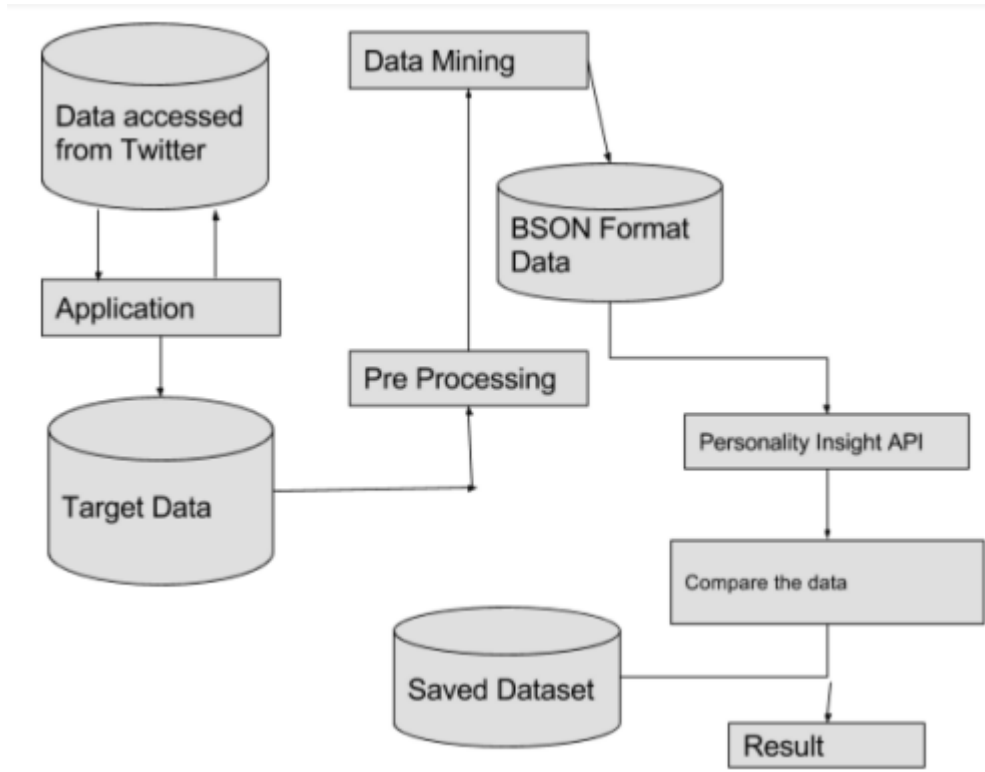 Data accessed
from Twitter
Application
Target Data
Data Mining
Pre Processing
BSON Format
Data
Personality Insight API
Compare the data
Saved Dataset
Result